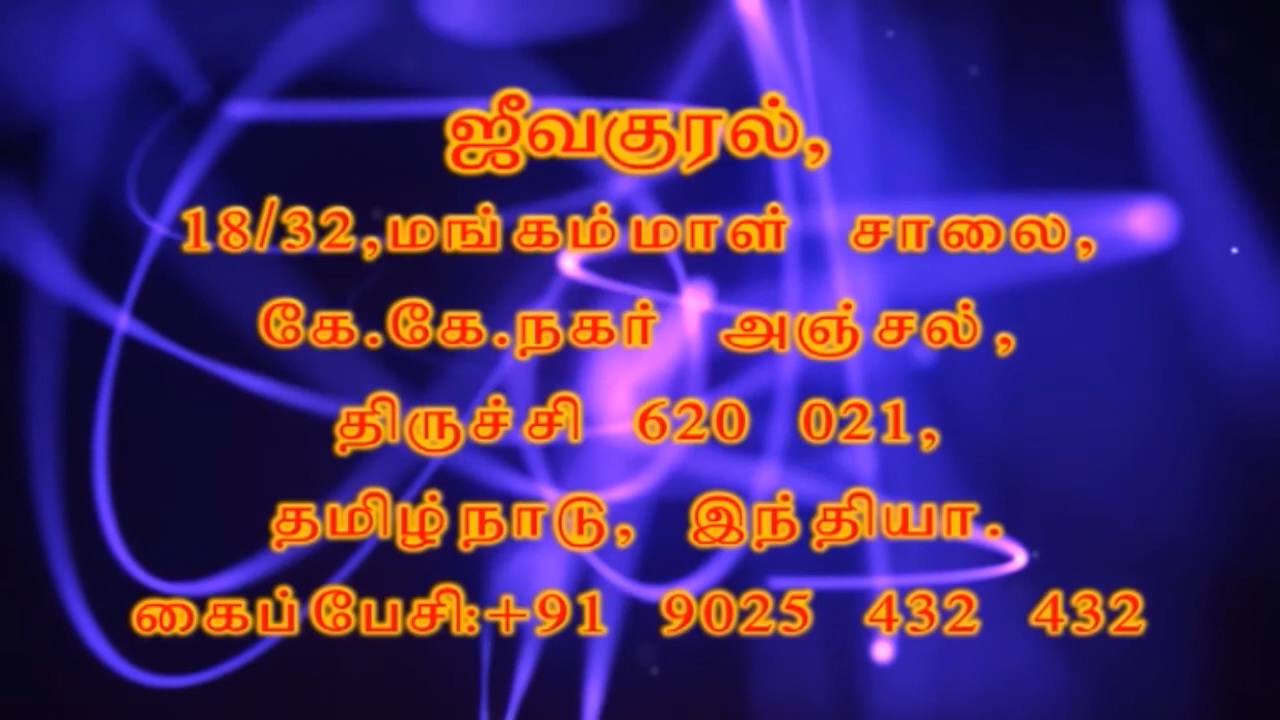 ஜீவகுரல்,
18/32,மங்கம்மாள் சாலை,
கே.கே.நகர் அஞ்சல்,
திருச்சி 620 021,
தமிழ்நாடு, இந்தியா.
கைப்பேசி:+91 9025 432 432